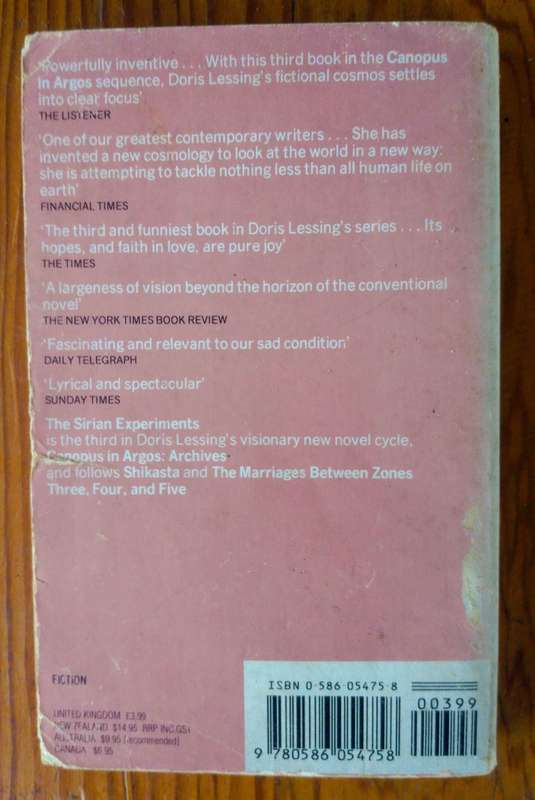 'Powerfully inventive . . . With this third book in the Canopus
in Argos sequence, Doris Lessing's fictional cosmos settles
into clear focus'
THE LISTENER
'One of our greatest contemporary writers . . . She has
invented a new cosmology to look at the world in a new way:
she is attempting to tackle nothing less than all human life on
earth'
FINANCIAL TIMES
'The third and funniest book in Doris Lessing's series . . . Its
hopes, and faith in love, are pure joy'
THE TIMES
'A largeness of vision beyond the horizon of the conventional
novel'
THE NEW YORK TIMES BOOK REVIEW
'Fascinating and relevant to our sad condition'
DAILY TELEGRAPH
'Lyrical and spectacular'
SUNDAY TIMES
The Sirian Experiments
is the third in Doris Lessing's visionary new novel cycle,
Canopus in Argos: Archives
and follows Shikasta and The Marriages Between Zones
Three, Four, and Five
FICTION
UNITED KINGDOM £3.99
NEW ZEALAND $14.95 RRP INC.GST
AUSTRALIA $9.95 (recommended)
CANADA $6.95
ISBN 0-586-05475-8
00399
9 780586 054758